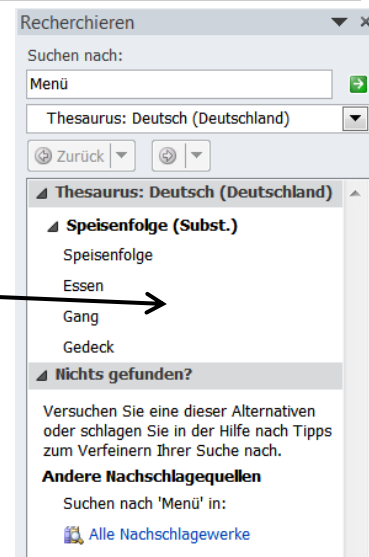 Recherchieren
Suchen nach:
Menü
Thesaurus: Deutsch (Deutschland)
Zurück
Thesaurus: Deutsch (Deutschland)
Speisenfolge (Subst.)
Speisenfolge
Essen
Gang
Gedeck
Nichts gefunden?
Versuchen Sie eine dieser Alternativen
oder schlagen Sie in der Hilfe nach Tipps
zum Verfeinern Ihrer Suche nach.
Andere Nachschlagequellen
Suchen nach 'Menü' in:
Alle Nachschlagewerke